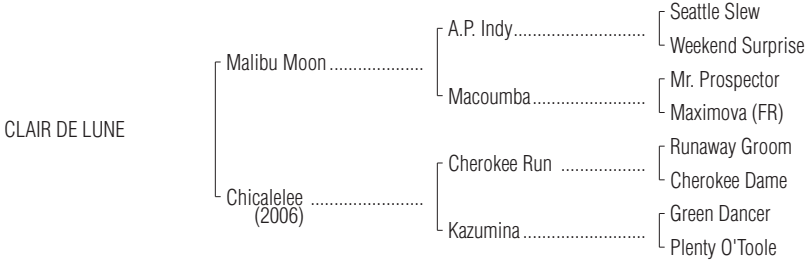 Seattle Slew
A.P. Indy..............................
Weekend Surprise
Malibu Moon .....................
Mr. Prospector
Macoumba..........................
Maximova (FR)
CLAIR DE LUNE
Runaway Groom
Cherokee Run ...................
Cherokee Dame
Chicalelee .........................
(2006)
Green Dancer
Kazumina ...........................
Plenty O'Toole